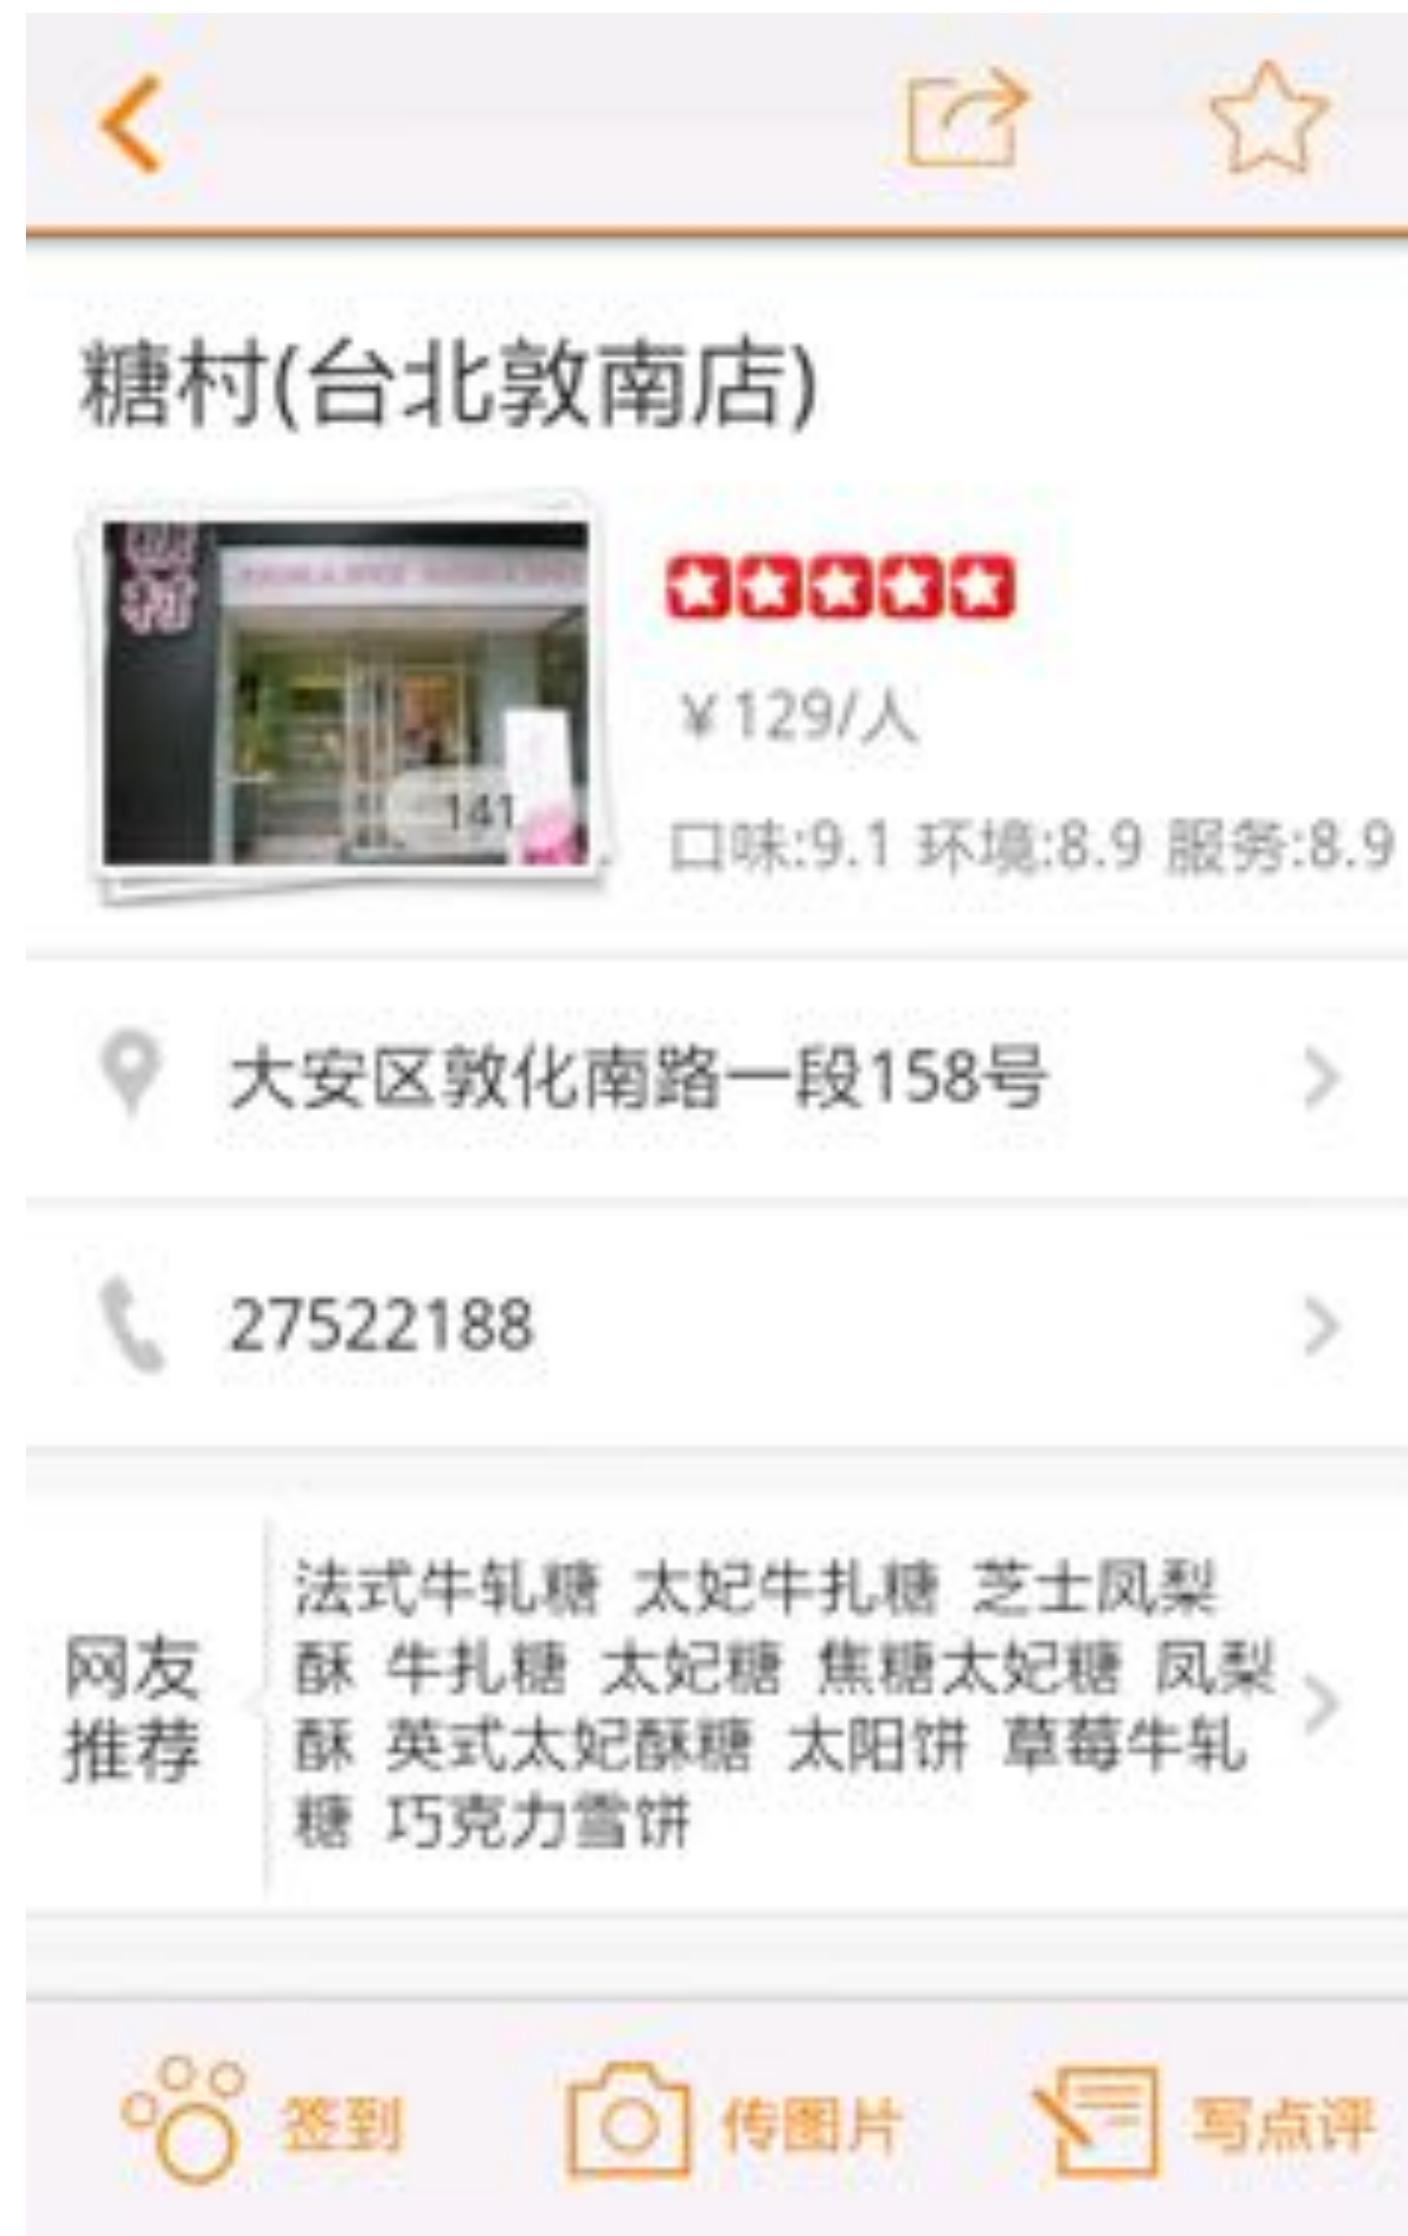 糖村(台北敦南店)
141
¥129/人
口味:9.1 环境:8.9 服务:8.9
大安区敦化南路一段158号
27522188
网友
推荐
法式牛轧糖 太妃牛扎糖 芝士凤梨
酥 牛扎糖 太妃糖 焦糖太妃糖 凤梨
酥 英式太妃酥糖 太阳饼 草莓牛轧
糖 巧克力雪饼
签到
传图片
写点评